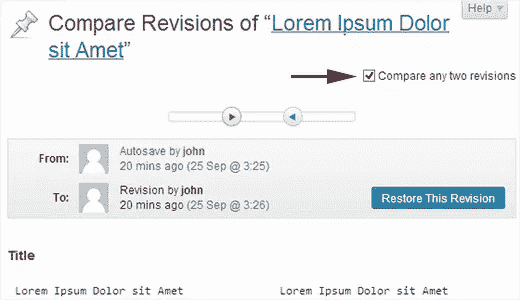 Help
Compare Revisions of “Lorem Ipsum Dolor
sit Amet”
Compare any two revisions
From: Autosave by john
20 mins ago (25 Sep @ 3:25)
To: Revision by john
20 mins ago (25 Sep @ 3:26)
Restore This Revision
Title
Lorem Ipsum Dolor sit Amet Lorem Ipsum Dolor sit Amet